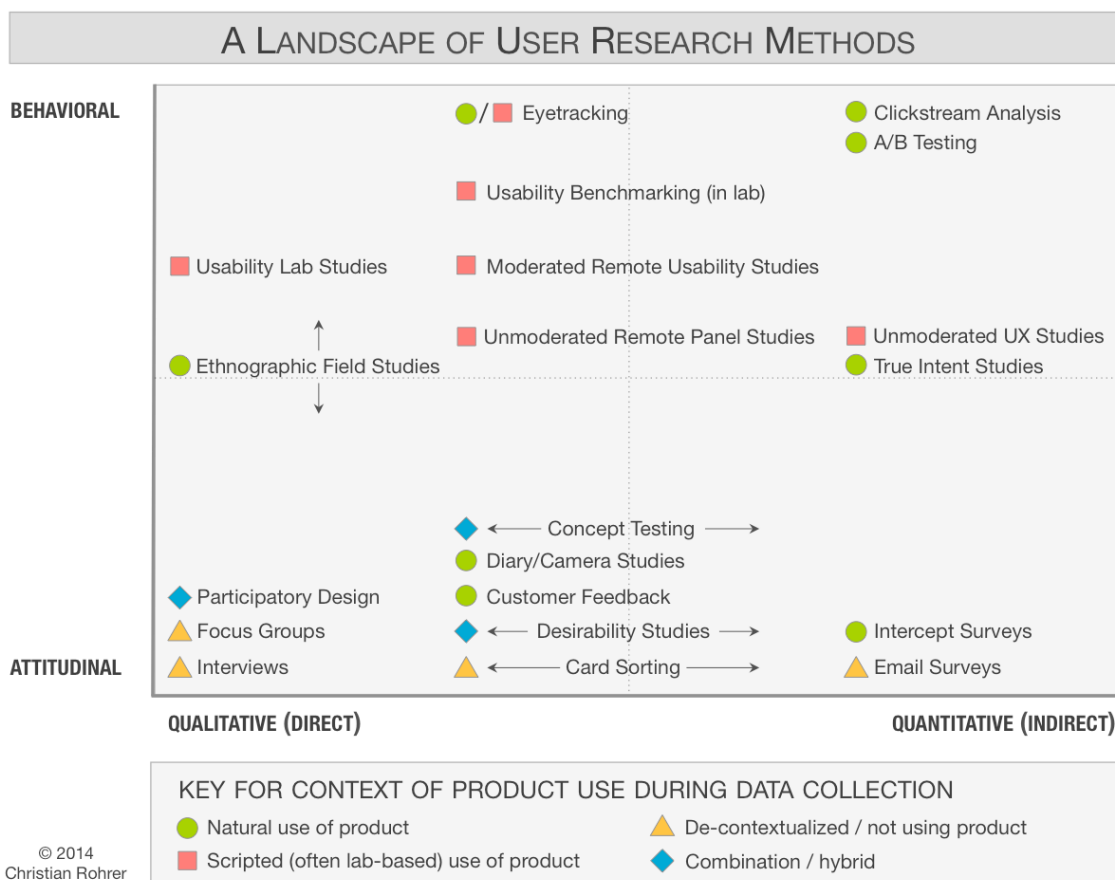 A LANDSCAPE OF USER RESEARCH METHODS
BEHAVIORAL
/ Eyetracking
Clickstream Analysis
A/B Testing
Usability Benchmarking (in lab)
Usability Lab Studies
Moderated Remote Usability Studies
Unmoderated Remote Panel Studies
Unmoderated UX Studies
Ethnographic Field Studies
True Intent Studies
Concept Testing
Diary/Camera Studies
Participatory Design
Customer Feedback
Focus Groups
Desirability Studies
Intercept Surveys
ATTITUDINAL
Interviews
Card Sorting
Email Surveys
QUALITATIVE (DIRECT)
QUANTITATIVE (INDIRECT)
KEY FOR CONTEXT OF PRODUCT USE DURING DATA COLLECTION
Natural use of product
De-contextualized / not using product
Scripted (often lab-based) use of product
Combination / hybrid
© 2014
Christian Rohrer